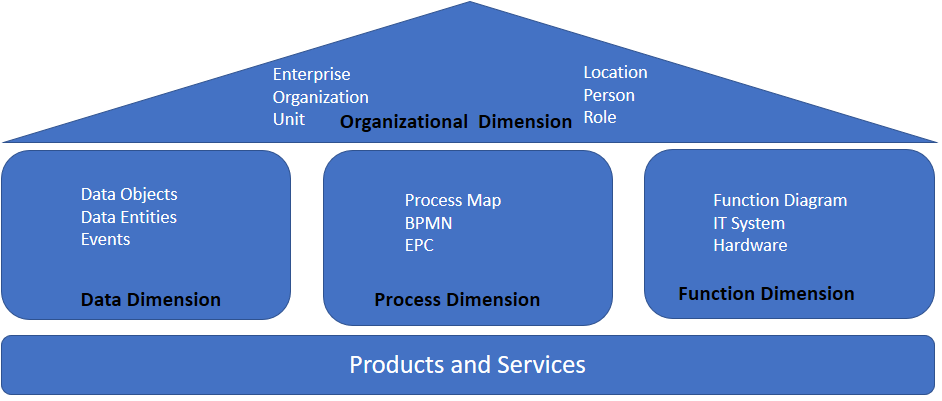 Enterprise
Organization
Unit
Location
Person
Role
Organizational Dimension
Data Objects
Data Entities
Events
Data Dimension
Process Map
BPMN
EPC
Process Dimension
Function Diagram
IT System
Hardware
Function Dimension
Products and Services